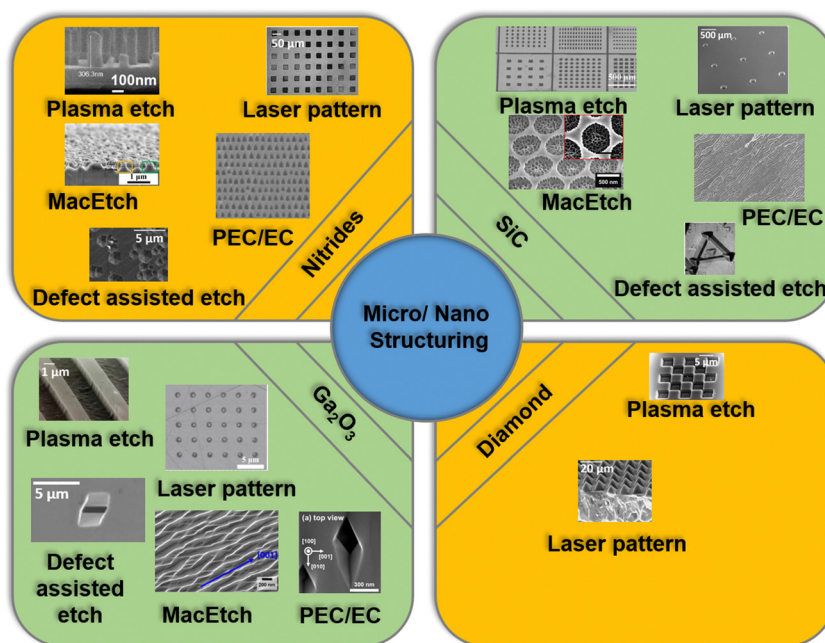 306.3nm
100nm
Plasma etch
50 µm
Laser pattern
1 µm
MacEtch
PEC/EC
5 µm
Defect assisted etch
Nitrides
500 µm
Plasma etch
500 µm
Laser pattern
500 nm
MacEtch
PEC/EC
Defect assisted etch
SiC
Micro/ Nano
Structuring
1 µm
Plasma etch
5 µm
Laser pattern
5 µm
Defect
assisted
etch
[001]
200 nm
MacEtch
(a) top view
[100]
[001]
[010]
300 nm
PEC/EC
Ga₂O₃
5 µm
Plasma etch
20 µm
Laser pattern
Diamond